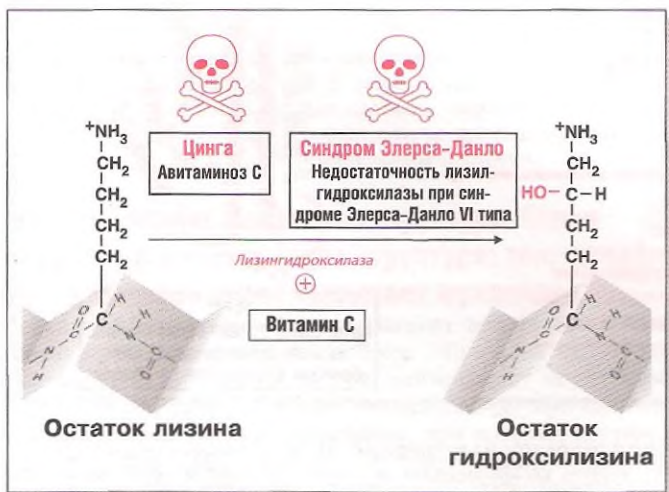 Цинга
Авитаминоз С
Синдром Элерса-Данло
Недостаточность лизил-
гидроксилазы при син-
дроме Элерса-Данло VI типа
+NH3
CH2
CH2
CH2
CH2
C
H
O
C
N
H
H
N
C
O
Лизингидроксилаза
+
Витамин С
+NH3
CH2
HO–C–H
CH2
CH2
C
H
O
C
N
H
H
N
C
O
Остаток лизина
Остаток
гидроксилизина